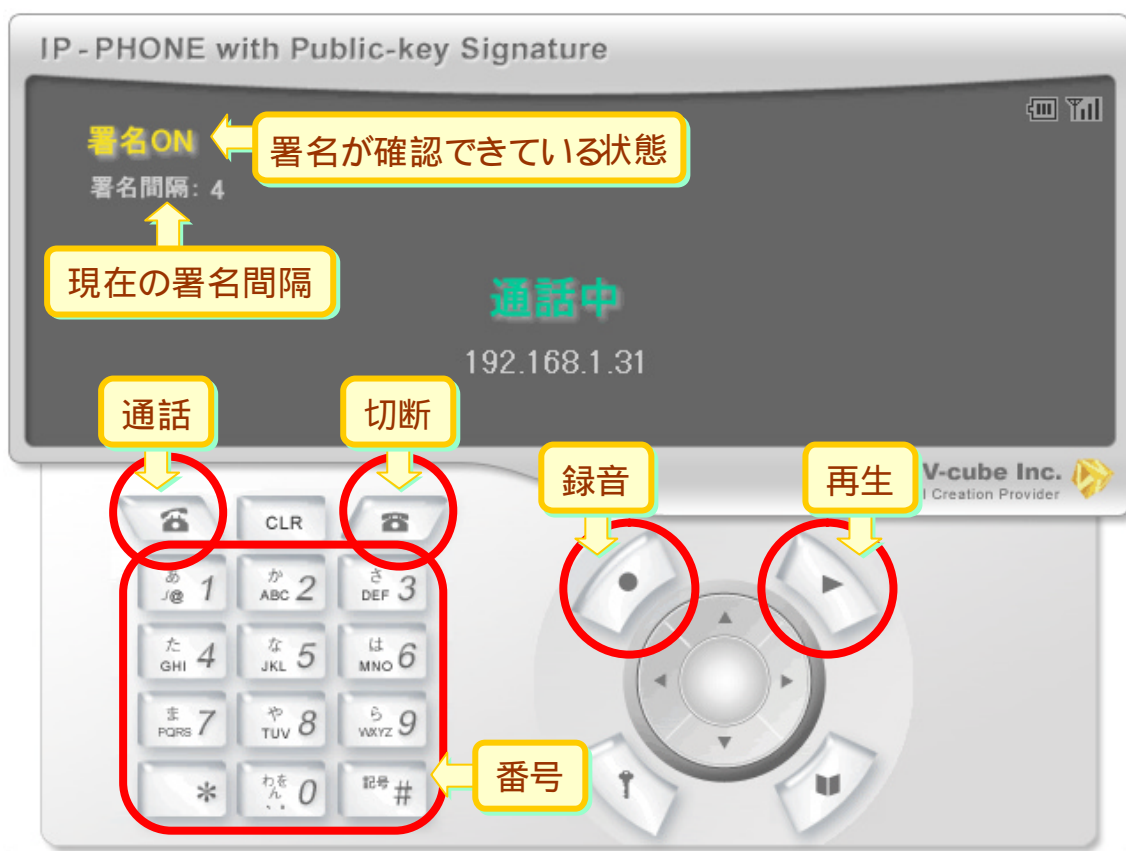 IP-PHONE with Public-key Signature
署名ON
署名が確認できている状態
署名間隔: 4
現在の署名間隔
通話中
192.168.1.31
通話
切断
録音
再生
V-cube Inc.
l Creation Provider
CLR
あ ./@ 1
か ABC 2
さ DEF 3
た GHI 4
な JKL 5
は MNO 6
ま PQRS 7
や TUV 8
ら WXYZ 9
*
わをん、。 0
記号 #
番号